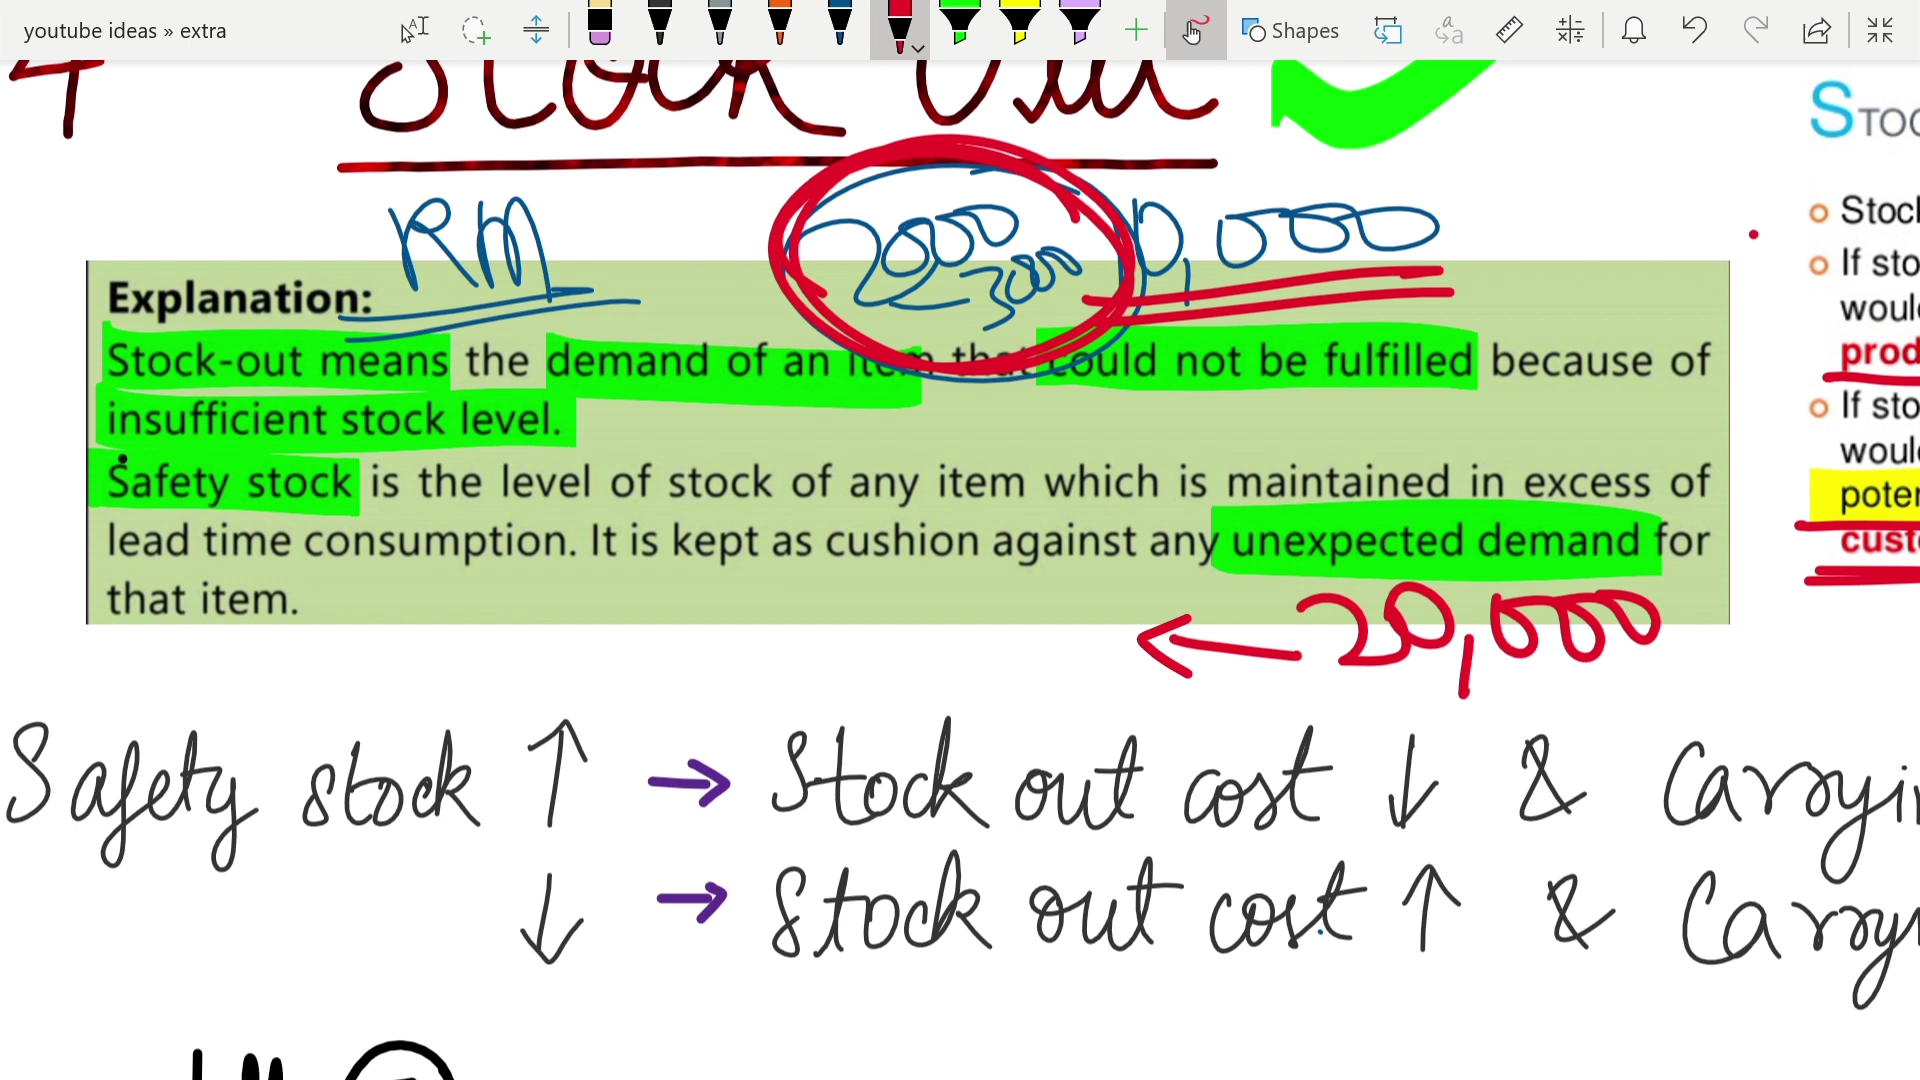 youtube ideas » extra
Shapes
Stock Out
RM 2000 3000 10,000
Explanation:
Stock-out means the demand of an item that could not be fulfilled because of
insufficient stock level.
Safety stock is the level of stock of any item which is maintained in excess of
lead time consumption. It is kept as cushion against any unexpected demand for
that item.
← 20,000
Safety stock ↑ → Stock out cost ↓ & Carryi
↓ → Stock out cost ↑ & Carry
STOC
Stock
If sto
would
prod
If sto
would
poten
custo